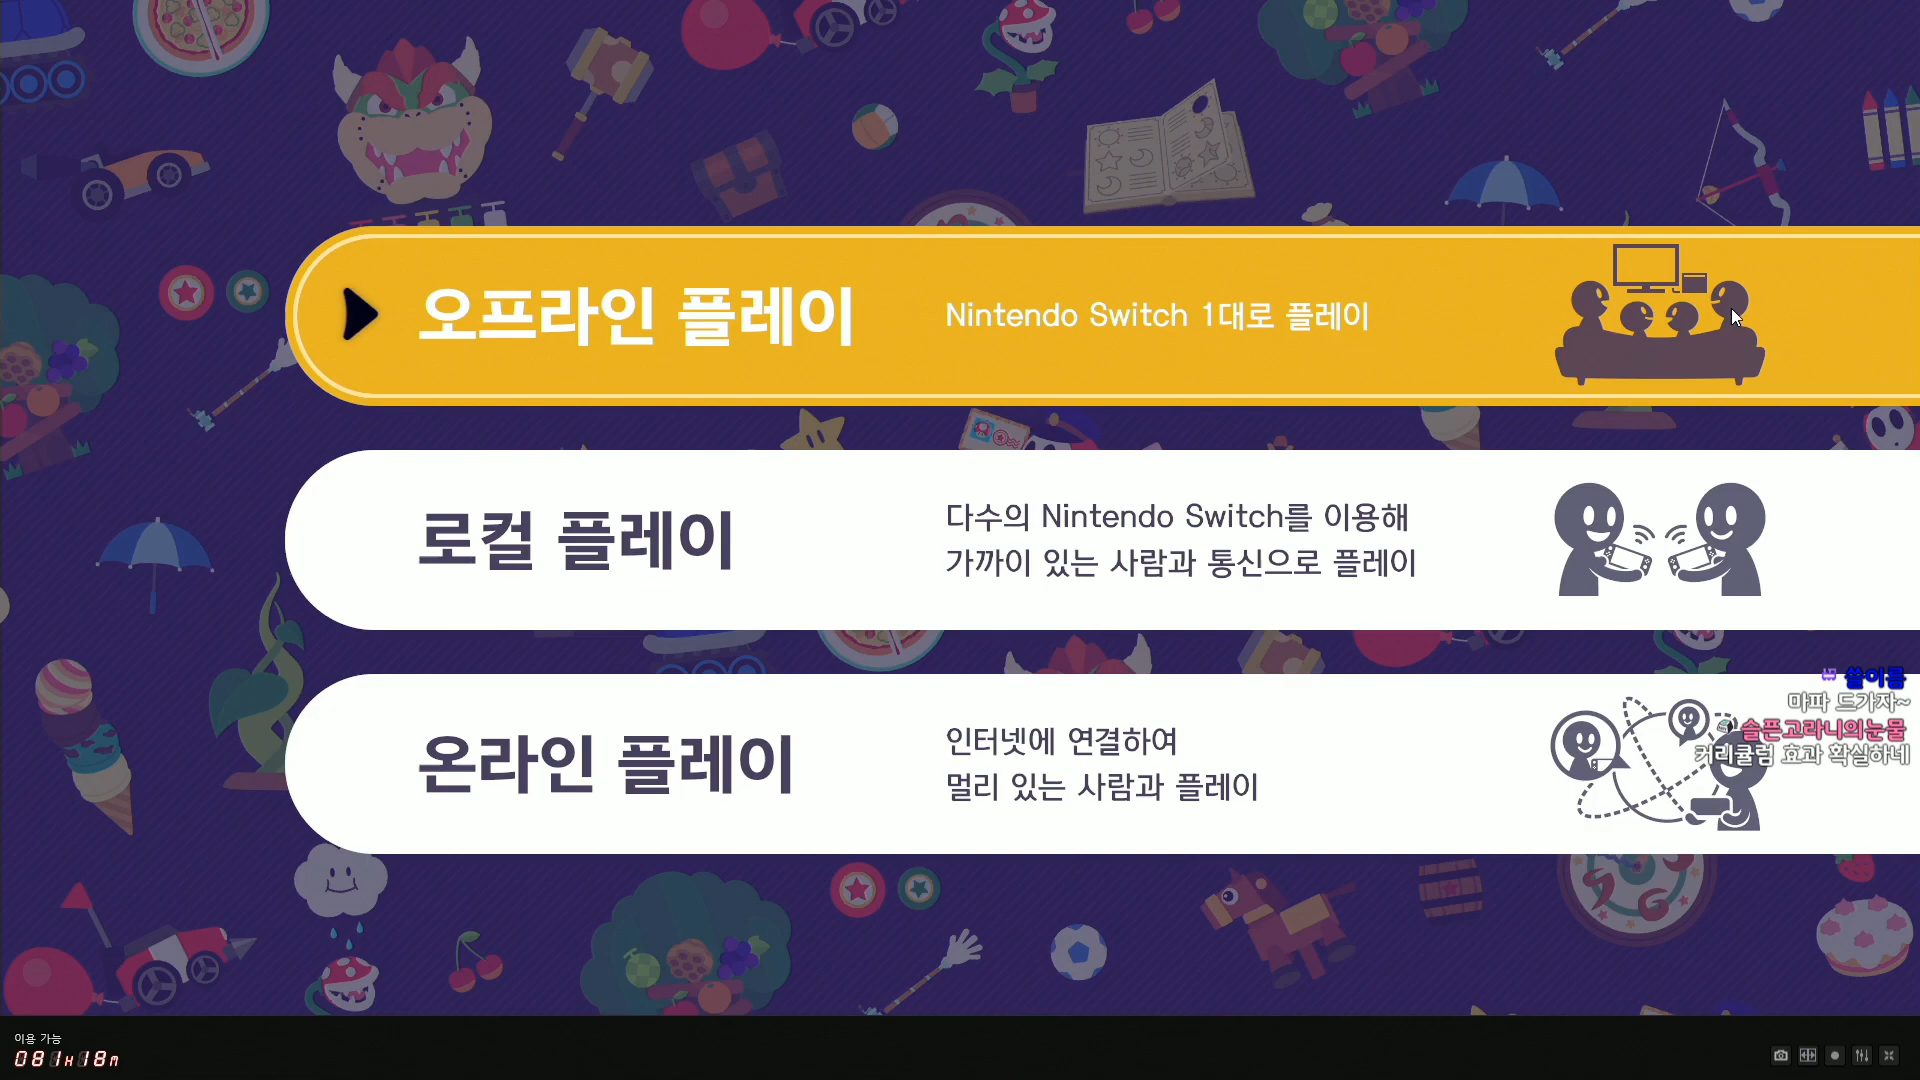 오프라인 플레이
Nintendo Switch 1대로 플레이
로컬 플레이
다수의 Nintendo Switch를 이용해
가까이 있는 사람과 통신으로 플레이
온라인 플레이
인터넷에 연결하여
멀리 있는 사람과 플레이
쓸이름
마파 드가자~
슬픈고라니의눈물
커리큘럼 효과 확실하네
이용 가능
081H18m